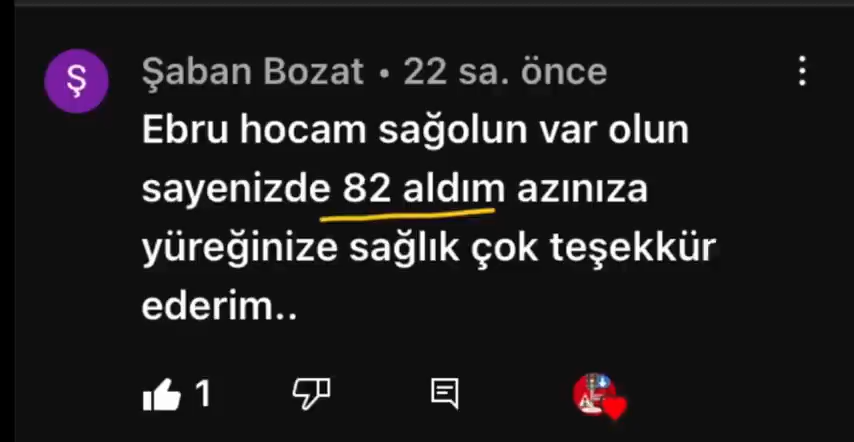 Ş
Şaban Bozat • 22 sa. önce
Ebru hocam sağolun var olun
sayenizde 82 aldım azınıza
yüreğinize sağlık çok teşekkür
ederim..
1